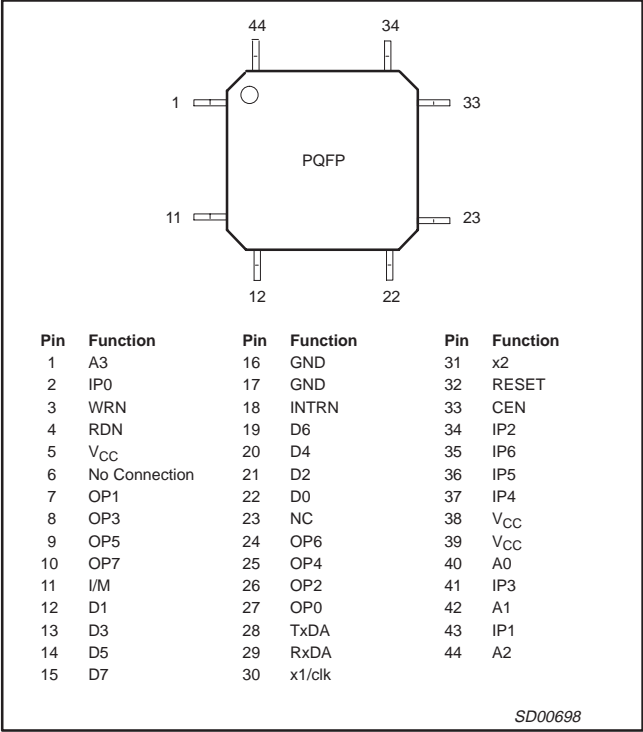 44 34
1 33
PQFP
11 23
12 22
Pin Function Pin Function Pin Function
1 A3 16 GND 31 x2
2 IP0 17 GND 32 RESET
3 WRN 18 INTRN 33 CEN
4 RDN 19 D6 34 IP2
5 VCC 20 D4 35 IP6
6 No Connection 21 D2 36 IP5
7 OP1 22 D0 37 IP4
8 OP3 23 NC 38 VCC
9 OP5 24 OP6 39 VCC
10 OP7 25 OP4 40 A0
11 I/M 26 OP2 41 IP3
12 D1 27 OP0 42 A1
13 D3 28 TxDA 43 IP1
14 D5 29 RxDA 44 A2
15 D7 30 x1/clk
SD00698